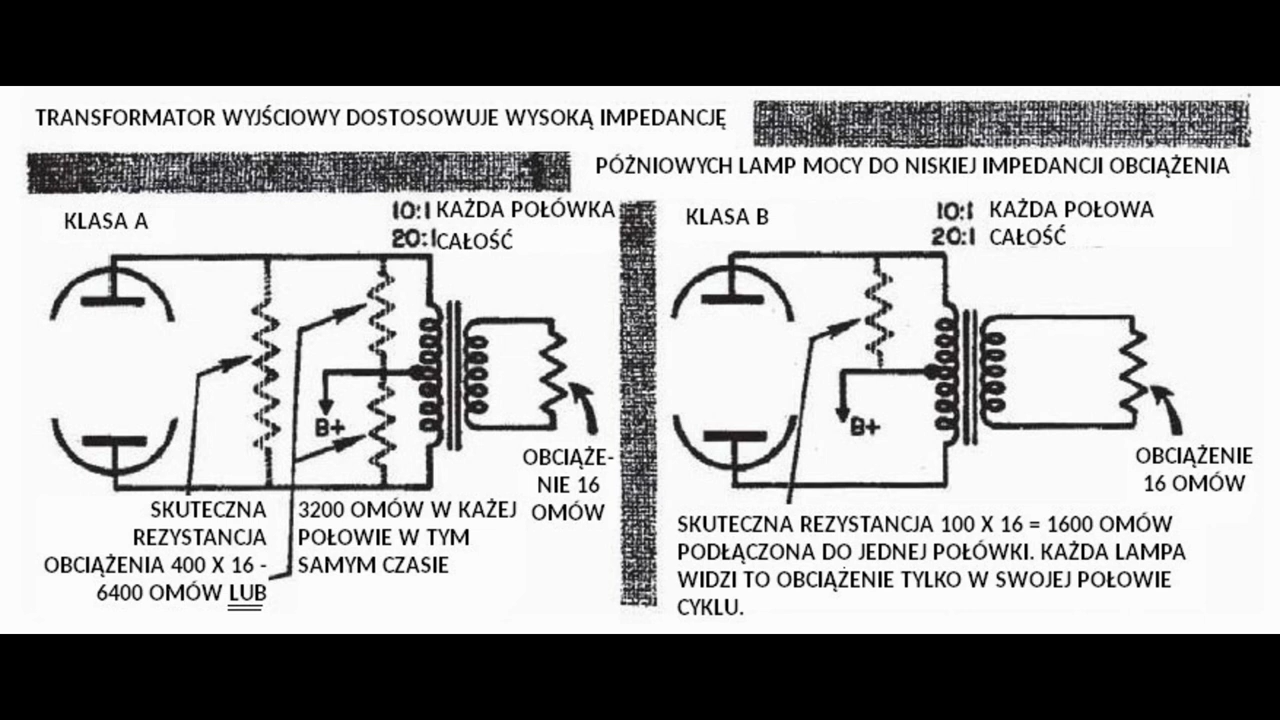 TRANSFORMATOR WYJŚCIOWY DOSTOSOWUJE WYSOKĄ IMPEDANCJĘ
PÓŻNIOWYCH LAMP MOCY DO NISKIEJ IMPEDANCJI OBCIĄŻENIA
KLASA A
10:1 KAŻDA POŁÓWKA
20:1 CAŁOŚĆ
B+
OBCIĄŻE-
NIE 16
OMÓW
SKUTECZNA
REZYSTANCJA
OBCIĄŻENIA 400 X 16 -
6400 OMÓW LUB
3200 OMÓW W KAŻEJ
POŁOWIE W TYM
SAMYM CZASIE
KLASA B
10:1 KAŻDA POŁOWA
20:1 CAŁOŚĆ
B+
OBCIĄŻENIE
16 OMÓW
SKUTECZNA REZYSTANCJA 100 X 16 = 1600 OMÓW
PODŁĄCZONA DO JEDNEJ POŁÓWKI. KAŻDA LAMPA
WIDZI TO OBCIĄŻENIE TYLKO W SWOJEJ POŁOWIE
CYKLU.